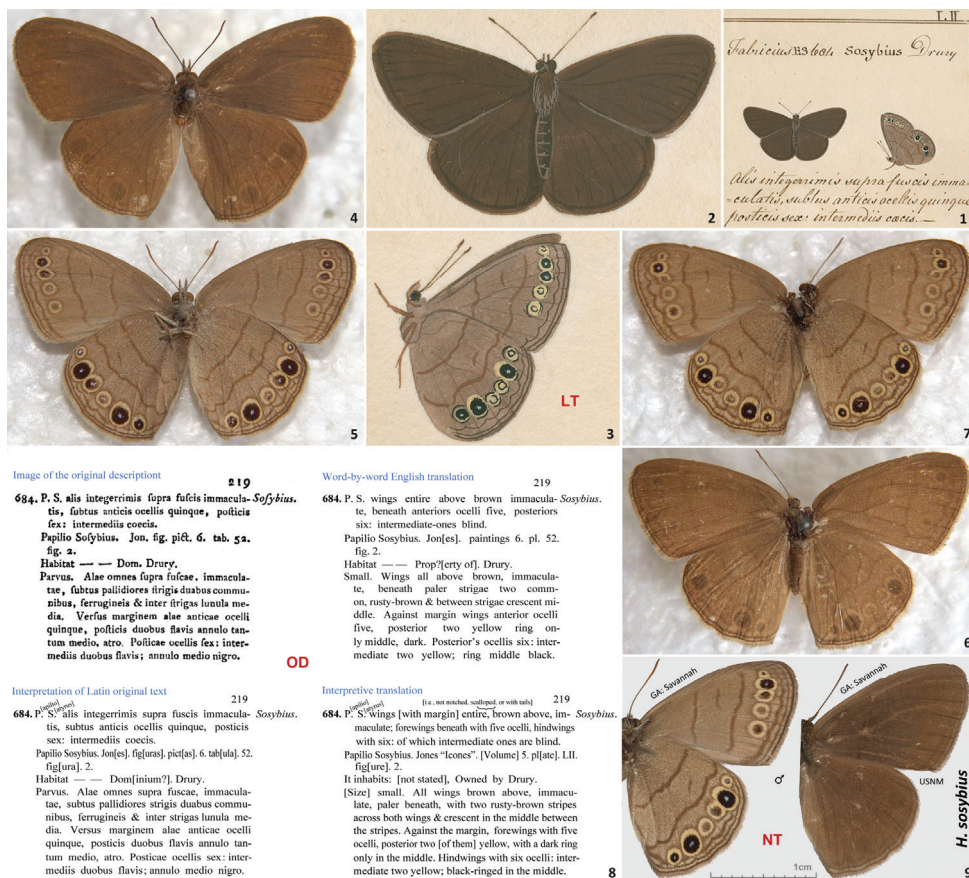 4
2
L II
Fabricius Sosybius Drury
Alis integerrimis supra fuscis imma
-culatis, subtus anticis ocellis quinque
posticis sex: intermediis cæcis.—
1
5
LT
3
7
6
Image of the original description
219
684. P. S. alis integerrimis ſupra fuſcis immacula- Soſybius.
tis, ſubtus anticis ocellis quinque, poſticis
ſex: intermediis coecis.
Papilio Soſybius. Jon. fig. pict. 6. tab. 52.
fig. 2.
Habitat — — Dom. Drury.
Parvus. Alae omnes ſupra fuſcae, immacula-
tae, ſubtus pallidiores ſtrigis duabus commu-
nibus, ferrugineis & inter ſtrigas lunula me-
dia. Verſus marginem alae anticae ocelli
quinque, poſticis duobus flavis annulo tan-
tum medio, atro. Poſticae ocellis ſex: inter-
mediis duobus flavis; annulo medio nigro.
Word-by-word English translation
219
684. P. S. wings entire above brown immacula- Sosybius.
te, beneath anteriors ocelli five, posteriors
six: intermediate-ones blind.
Papilio Sosybius. Jon[es]. paintings 6. pl. 52.
fig. 2.
Habitat — — Prop?[erty of]. Drury.
Small. Wings all above brown, immacula-
te, beneath paler strigae two comm-
on, rusty-brown & between strigae crescent mi-
ddle. Against margin wings anterior ocelli
five, posterior two yellow ring on-
ly middle, dark. Posterior's ocellis six: inter-
mediate two yellow; ring middle black.
OD
Interpretation of Latin original text
219
[apilio] [atyrus]
684. P. S. alis integerrimis supra fuscis immacula- Sosybius.
tis, subtus anticis ocellis quinque, posticis
sex: intermediis coecis.
Papilio Sosybius. Jon[es]. fig[uras]. pict[as]. 6. tab[ula]. 52.
fig[ura]. 2.
Habitat — — Dom[inium?]. Drury.
Parvus. Alae omnes supra fuscae, immacula-
tae, subtus pallidiores strigis duabus commu-
nibus, ferrugineis & inter strigas lunula me-
dia. Versus marginem alae anticae ocelli
quinque, posticis duobus flavis annulo tan-
tum medio, atro. Posticae ocellis sex: inter-
mediis duobus flavis; annulo medio nigro.
Interpretive translation
219
[apilio] [atyrus] [i.e., not notched, scalloped, or with tails]
684. P. S. wings [with margin] entire, brown above, im- Sosybius.
maculate; forewings beneath with five ocelli, hindwings
with six: of which intermediate ones are blind.
Papilio Sosybius. Jones "Icones". [Volume] 5. pl[ate]. LII.
fig[ure]. 2.
It inhabits: [not stated], Owned by Drury.
[Size] small. All wings brown above, immacu-
late, paler beneath, with two rusty-brown stripes
across both wings & crescent in the middle between
the stripes. Against the margin, forewings with five
ocelli, posterior two [of them] yellow, with a dark ring
only in the middle. Hindwings with six ocelli: inter-
mediate two yellow; black-ringed in the middle.
8
GA: Savannah
GA: Savannah
♂
USNM
NT
1cm
H. sosybius
9